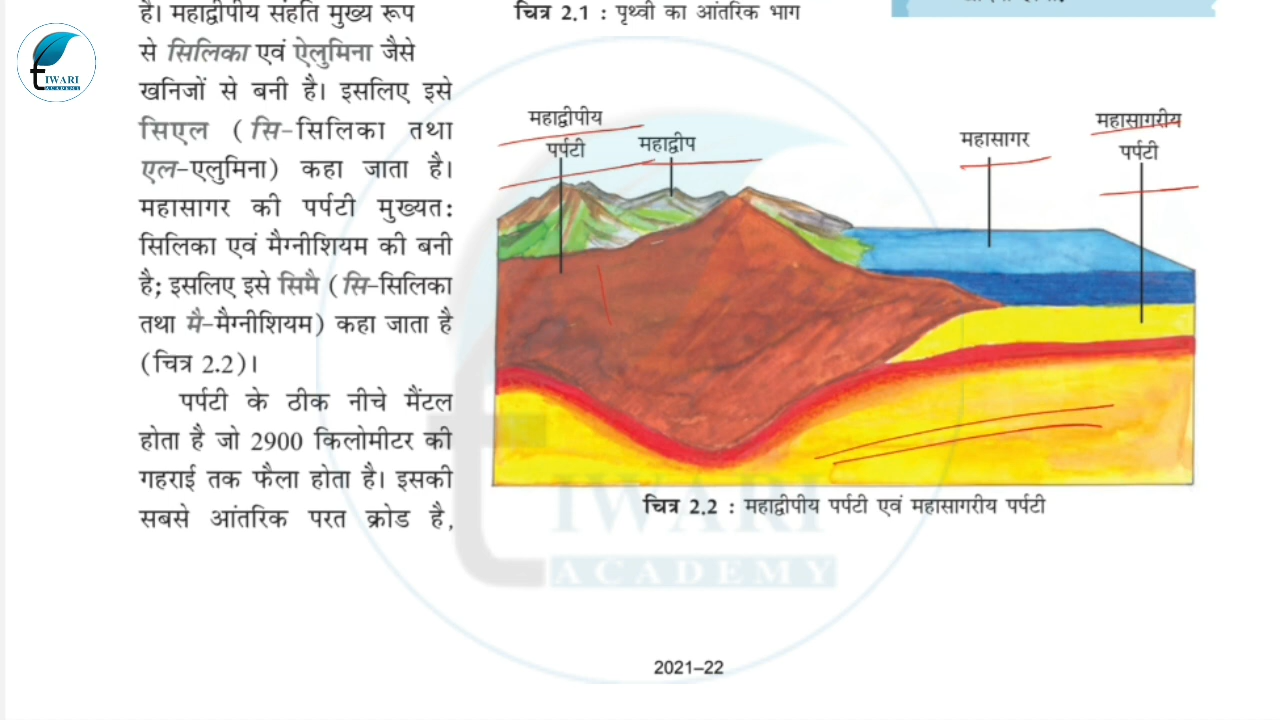 है। महाद्वीपीय संहति मुख्य रूप
से सिलिका एवं ऐलुमिना जैसे
खनिजों से बनी है। इसलिए इसे
सिएल (सि-सिलिका तथा
एल-एलुमिना) कहा जाता है।
महासागर की पर्पटी मुख्यत:
सिलिका एवं मैग्नीशियम की बनी
है; इसलिए इसे सिमै (सि-सिलिका
तथा मै-मैग्नीशियम) कहा जाता है
(चित्र 2.2)।
पर्पटी के ठीक नीचे मैंटल
होता है जो 2900 किलोमीटर की
गहराई तक फैला होता है। इसकी
सबसे आंतरिक परत क्रोड है,
चित्र 2.1 : पृथ्वी का आंतरिक भाग
महाद्वीपीय
पर्पटी
महाद्वीप
महासागर
महासागरीय
पर्पटी
चित्र 2.2 : महाद्वीपीय पर्पटी एवं महासागरीय पर्पटी
2021–22
TIWARI
ACADEMY
TIWARI
ACADEMY